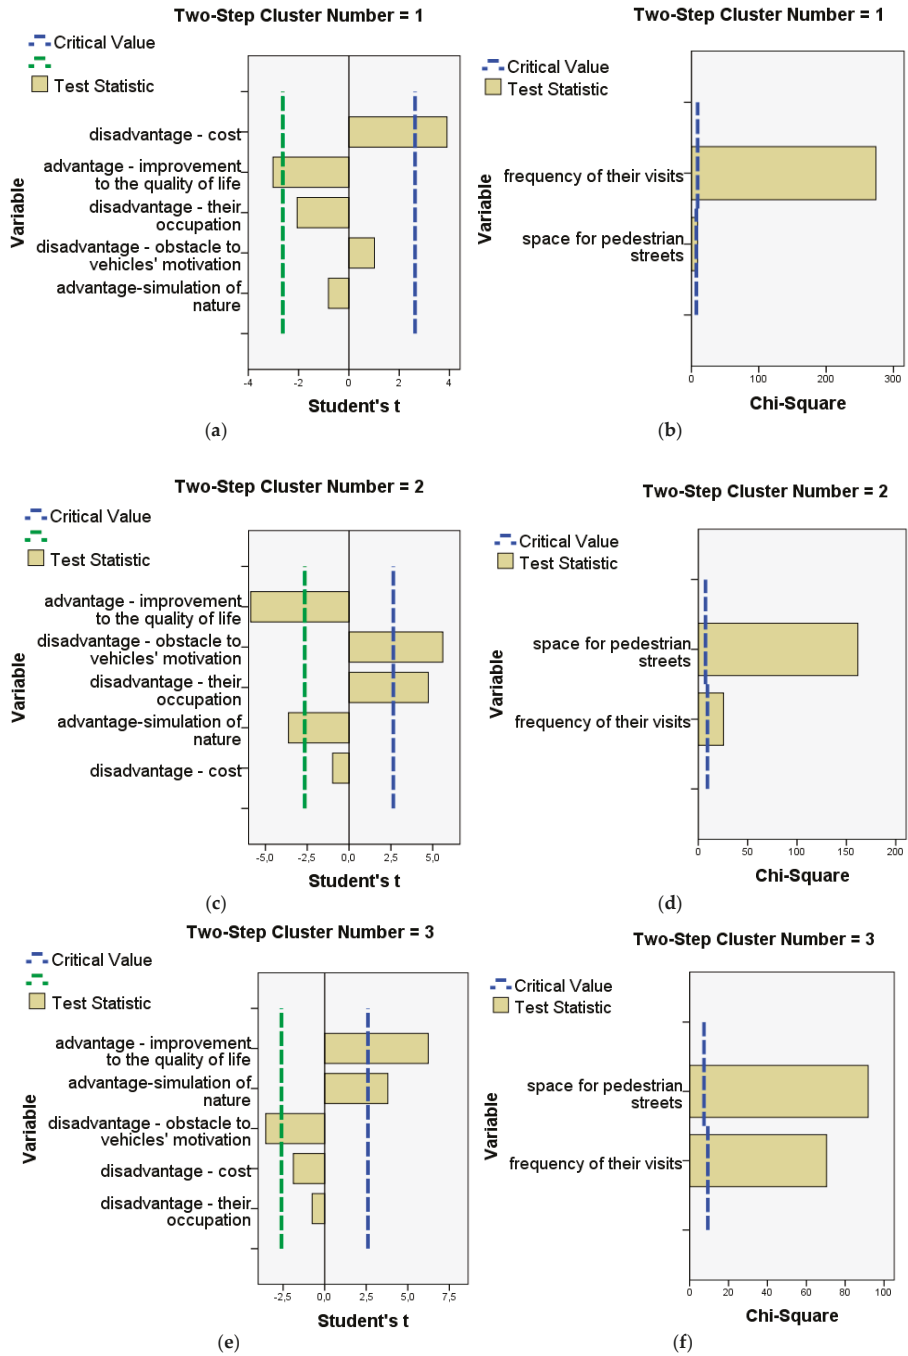 Two-Step Cluster Number = 1
Critical Value
Test Statistic
Variable
disadvantage - cost
advantage - improvement
to the quality of life
disadvantage - their
occupation
disadvantage - obstacle to
vehicles' motivation
advantage-simulation of
nature
-4 -2 0 2 4
Student's t
(a)
Two-Step Cluster Number = 1
Critical Value
Test Statistic
Variable
frequency of their visits
space for pedestrian
streets
0 100 200 300
Chi-Square
(b)
Two-Step Cluster Number = 2
Critical Value
Test Statistic
Variable
advantage - improvement
to the quality of life
disadvantage - obstacle to
vehicles' motivation
disadvantage - their
occupation
advantage-simulation of
nature
disadvantage - cost
-5,0 -2,5 0,0 2,5 5,0
Student's t
(c)
Two-Step Cluster Number = 2
Critical Value
Test Statistic
Variable
space for pedestrian
streets
frequency of their visits
0 50 100 150 200
Chi-Square
(d)
Two-Step Cluster Number = 3
Critical Value
Test Statistic
Variable
advantage - improvement
to the quality of life
advantage-simulation of
nature
disadvantage - obstacle to
vehicles' motivation
disadvantage - cost
disadvantage - their
occupation
-2,5 0,0 2,5 5,0 7,5
Student's t
(e)
Two-Step Cluster Number = 3
Critical Value
Test Statistic
Variable
space for pedestrian
streets
frequency of their visits
0 20 40 60 80 100
Chi-Square
(f)